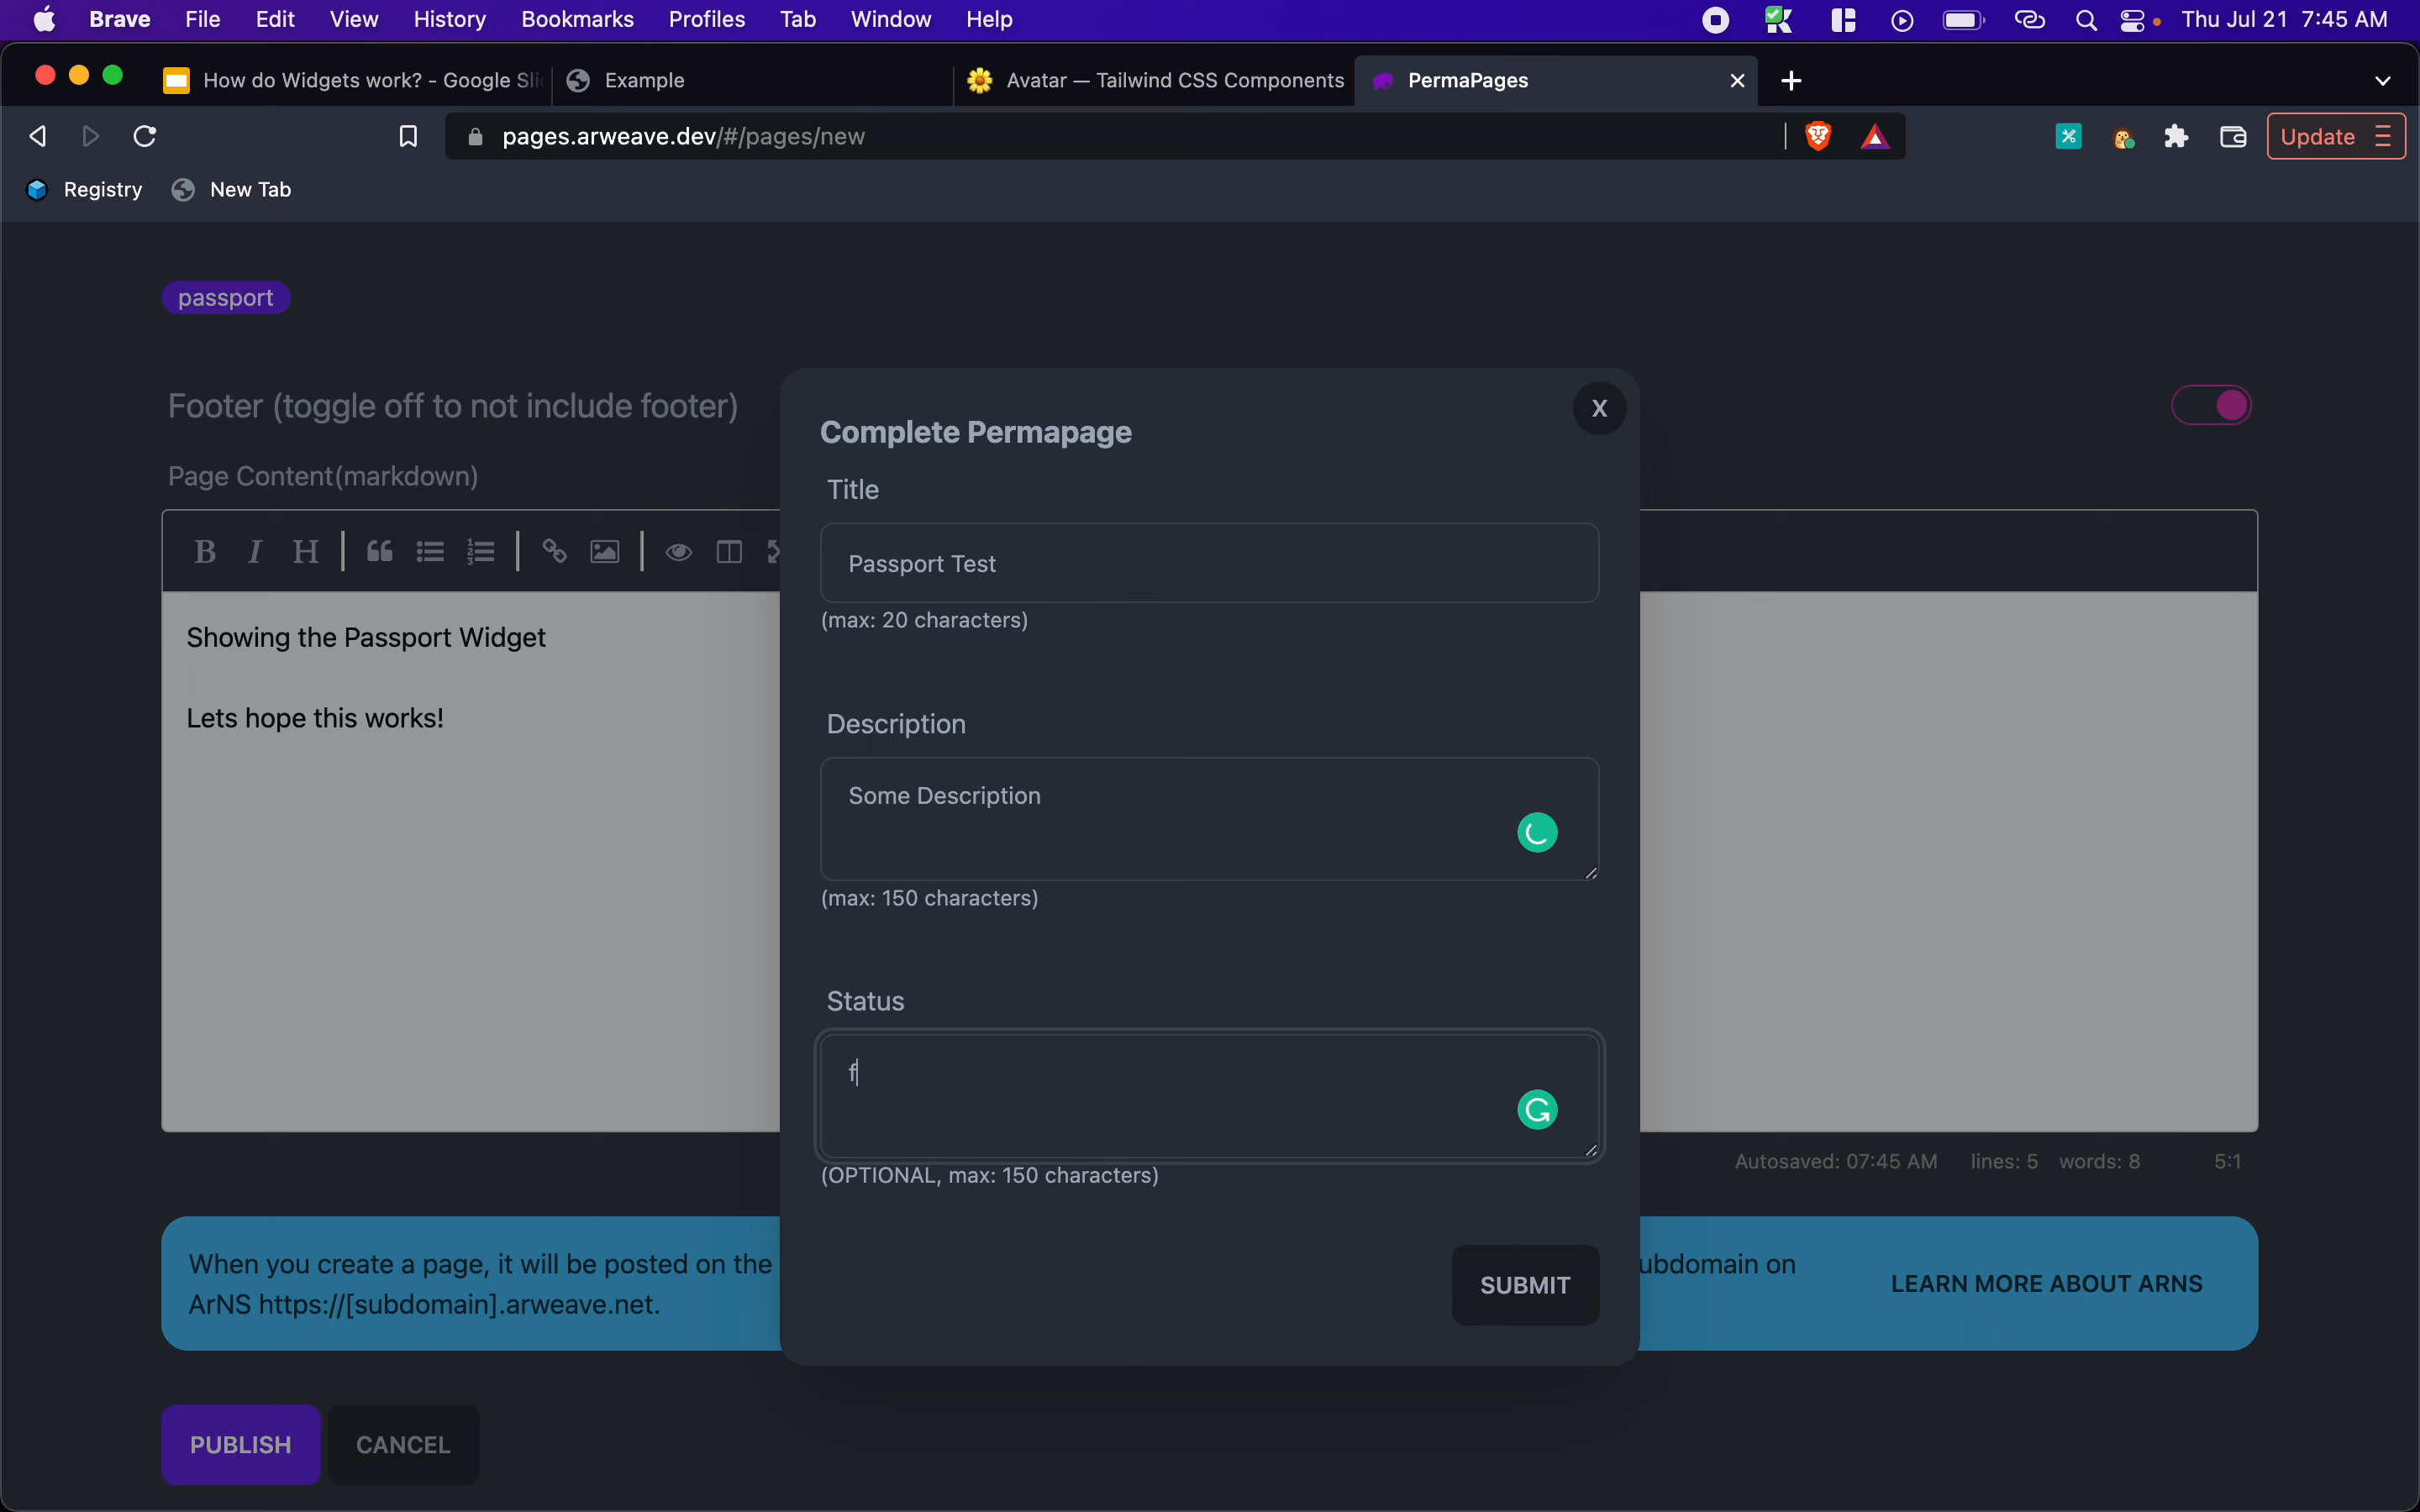 Brave File Edit View History Bookmarks Profiles Tab Window Help Thu Jul 21 7:45 AM
How do Widgets work? - Google Sli
Example
Avatar — Tailwind CSS Components
PermaPages
pages.arweave.dev/#/pages/new
Update
Registry
New Tab
passport
Footer (toggle off to not include footer)
Page Content(markdown)
B I H
Showing the Passport Widget
Lets hope this works!
Autosaved: 07:45 AM lines: 5 words: 8 5:1
When you create a page, it will be posted on the
ubdomain on
ArNS https://[subdomain].arweave.net.
LEARN MORE ABOUT ARNS
PUBLISH
CANCEL
X
Complete Permapage
Title
Passport Test
(max: 20 characters)
Description
Some Description
(max: 150 characters)
Status
f
(OPTIONAL, max: 150 characters)
SUBMIT